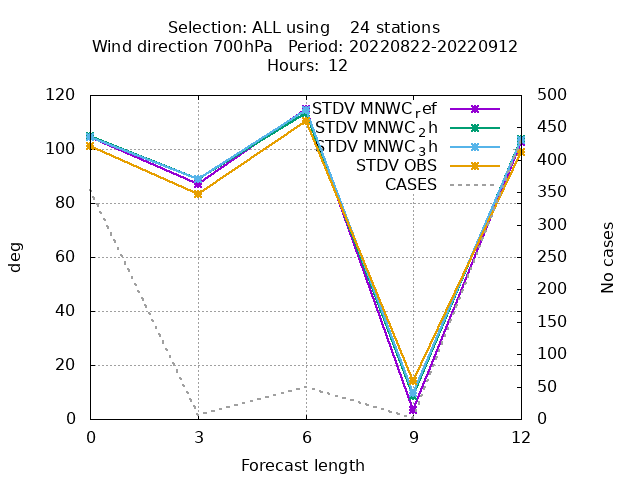 Selection: ALL using 24 stations
Wind direction 700hPa Period: 20220822-20220912
Hours: 12
STDV MNWC_ref
STDV MNWC_2h
STDV MNWC_3h
STDV OBS
CASES
120
100
80
60
40
20
0
500
450
400
350
300
250
200
150
100
50
0
deg
No cases
0 3 6 9 12
Forecast length